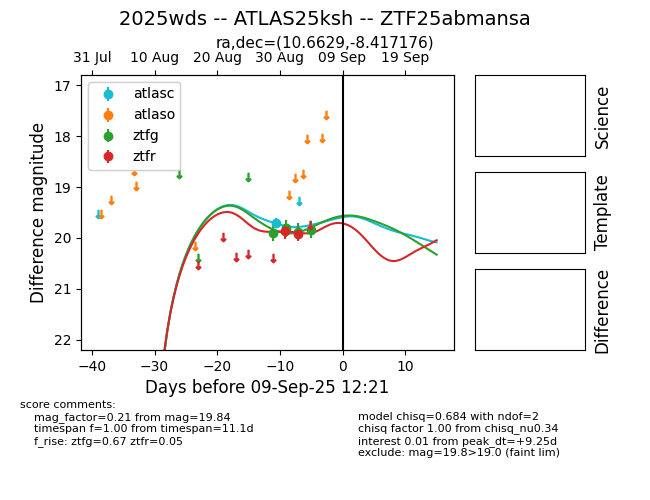 2025wds -- ATLAS25ksh -- ZTF25abmansa
ra,dec=(10.6629,-8.417176)
31 Jul 10 Aug 20 Aug 30 Aug 09 Sep 19 Sep
atlasc
atlaso
ztfg
ztfr
Difference magnitude
17
18
19
20
21
22
−40 −30 −20 −10 0 10
Days before 09-Sep-25 12:21
Science
Template
Difference
score comments:
mag_factor=0.21 from mag=19.84
timespan f=1.00 from timespan=11.1d
f_rise: ztfg=0.67 ztfr=0.05
model chisq=0.684 with ndof=2
chisq factor 1.00 from chisq_nu0.34
interest 0.01 from peak_dt=+9.25d
exclude: mag=19.8>19.0 (faint lim)